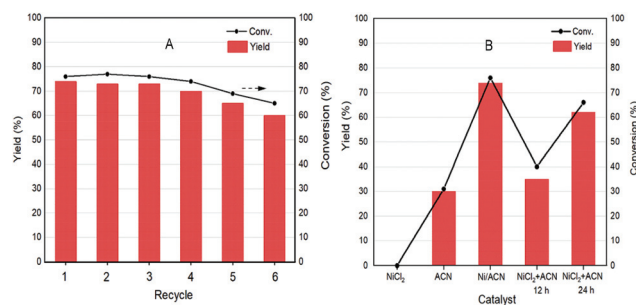 A
Conv.
Yield
100
90
80
70
60
50
40
30
20
10
0
Yield (%)
100
90
80
70
60
50
40
30
20
10
0
Conversion (%)
1 2 3 4 5 6
Recycle
B
Conv.
Yield
100
90
80
70
60
50
40
30
20
10
0
Yield (%)
100
90
80
70
60
50
40
30
20
10
0
Conversion (%)
NiCl₂ ACN Ni/ACN NiCl₂+ACN NiCl₂+ACN
12 h 24 h
Catalyst